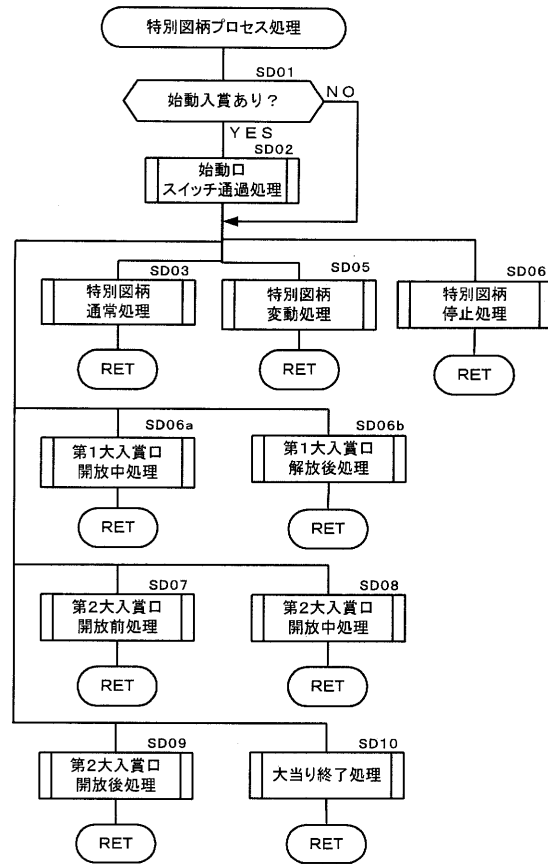 特別図柄プロセス処理
SD01
始動入賞あり？
NO
YES
SD02
始動口
スイッチ通過処理
SD03
特別図柄
通常処理
RET
SD05
特別図柄
変動処理
RET
SD06
特別図柄
停止処理
RET
SD06a
第1大入賞口
開放中処理
RET
SD06b
第1大入賞口
解放後処理
RET
SD07
第2大入賞口
開放前処理
RET
SD08
第2大入賞口
開放中処理
RET
SD09
第2大入賞口
開放後処理
RET
SD10
大当り終了処理
RET